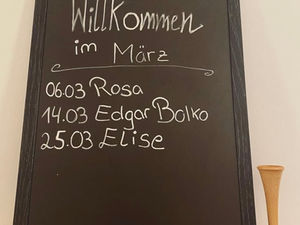 Willkommen
im März
06.03 Rosa
14.03 Edgar Bolko
25.03 Elise